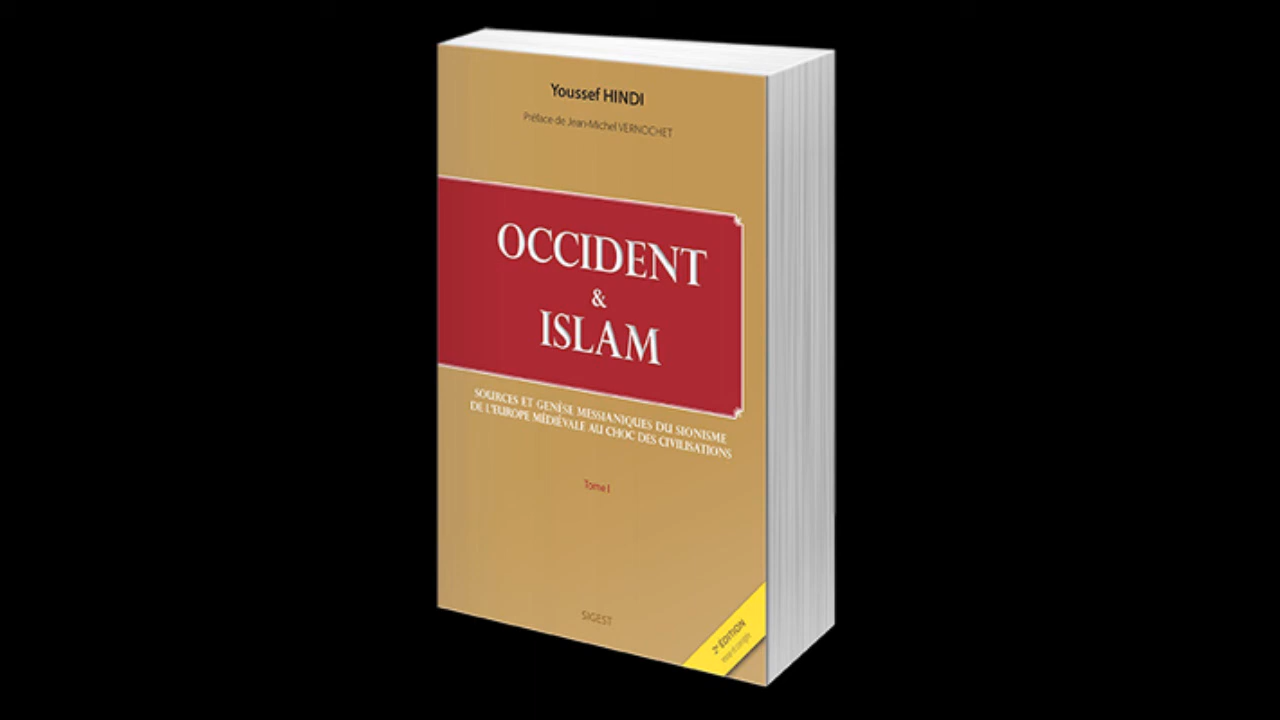 Youssef HINDI
Préface de Jean-Michel VERNOCHET
OCCIDENT
&
ISLAM
SOURCES ET GENÈSE MESSIANIQUES DU SIONISME
DE L'EUROPE MÉDIÉVALE AU CHOC DES CIVILISATIONS
Tome I
SIGEST
2e EDITION